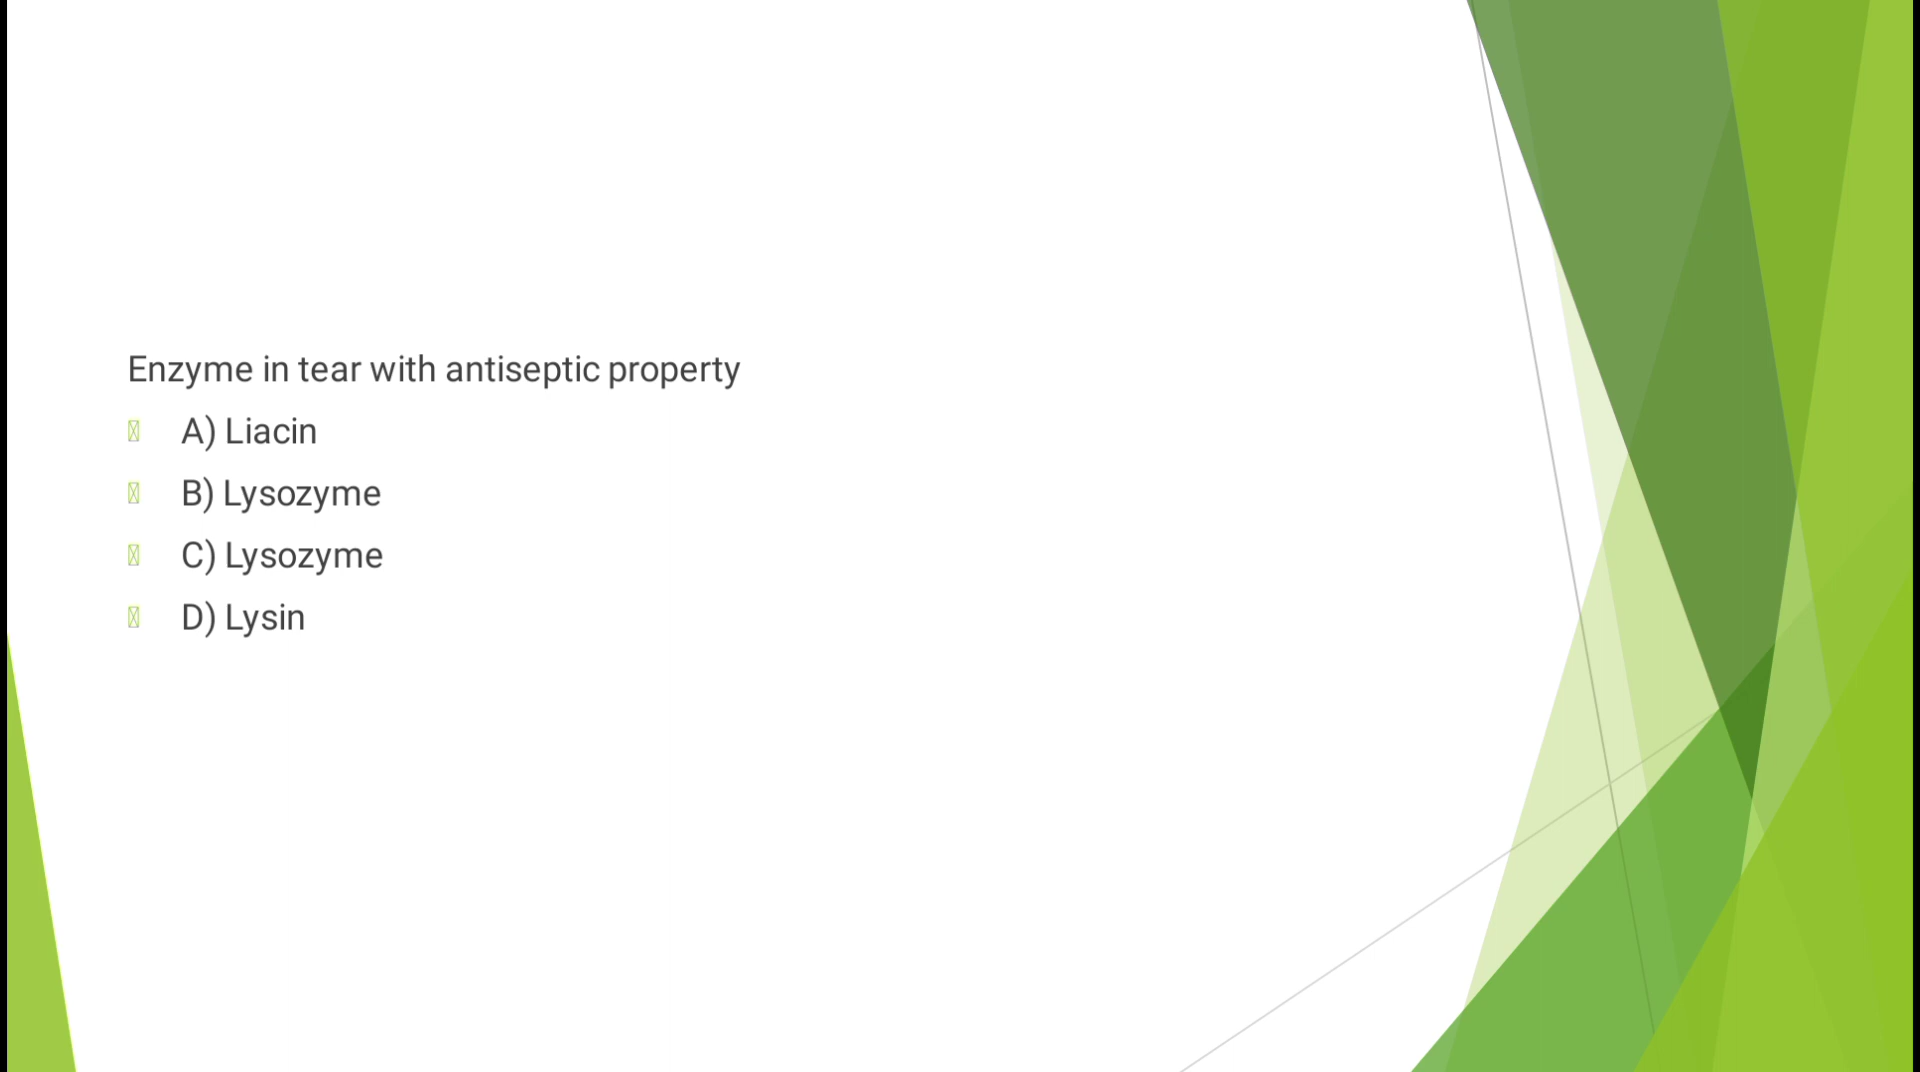 Enzyme in tear with antiseptic property
A) Liacin
B) Lysozyme
C) Lysozyme
D) Lysin